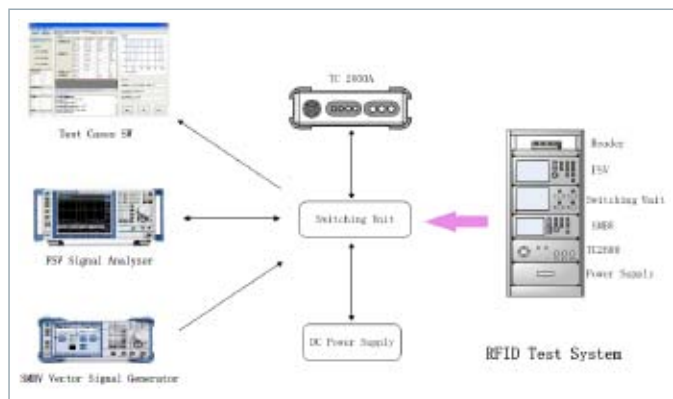 TC 2800A
Test Cases SW
Reader
FSV
Switching Unit
SMBV
TC2800
Power Supply
Switching Unit
FSV Signal Analyzer
DC Power Supply
RFID Test System
SMBV Vector Signal Generator